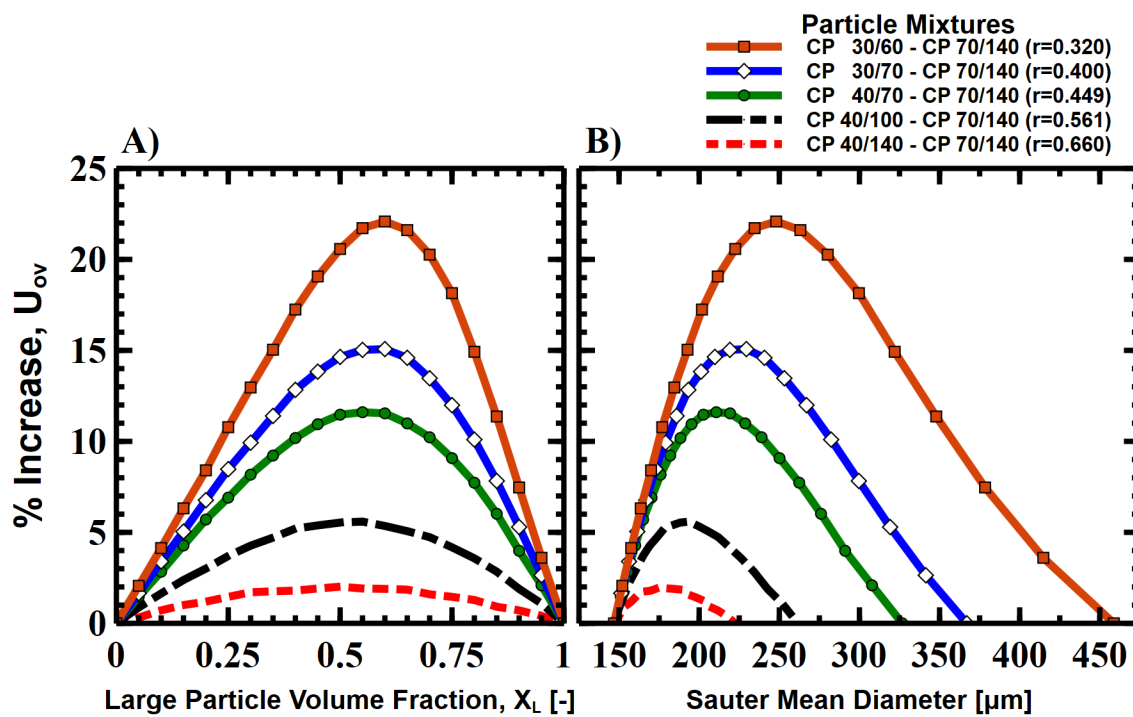 Particle Mixtures
CP 30/60 - CP 70/140 (r=0.320)
CP 30/70 - CP 70/140 (r=0.400)
CP 40/70 - CP 70/140 (r=0.449)
CP 40/100 - CP 70/140 (r=0.561)
CP 40/140 - CP 70/140 (r=0.660)
A)
B)
% Increase, Uov
25
20
15
10
5
0
0 0.25 0.5 0.75 1
150 200 250 300 350 400 450
Large Particle Volume Fraction, XL [-]
Sauter Mean Diameter [µm]